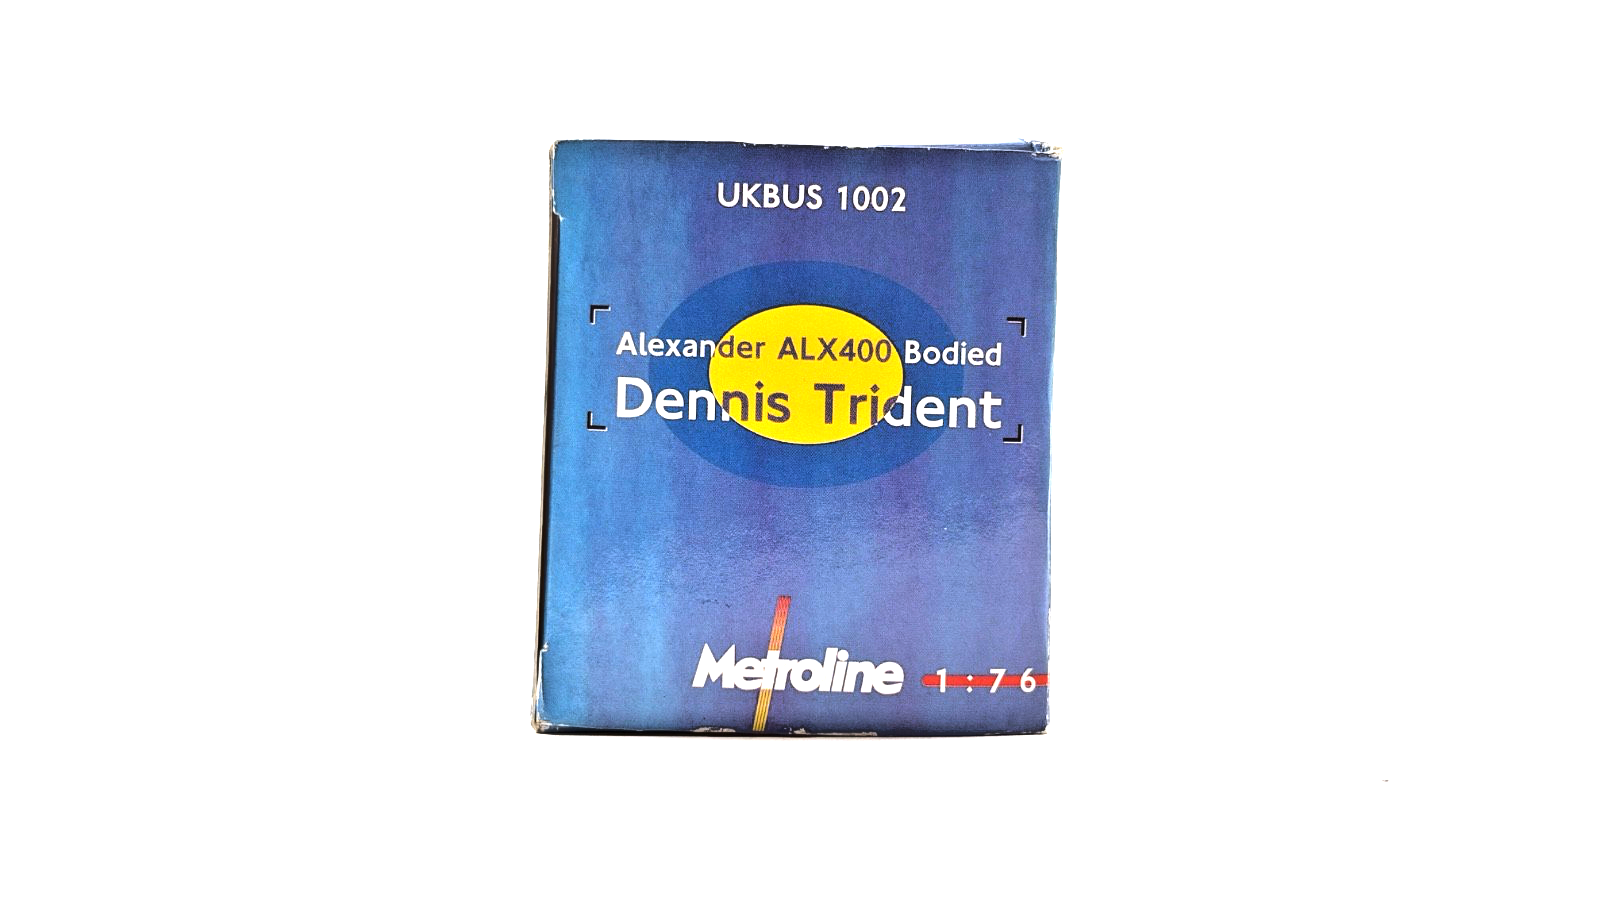 UKBUS 1002
Alexander ALX400 Bodied
Dennis Trident
Metroline 1:76